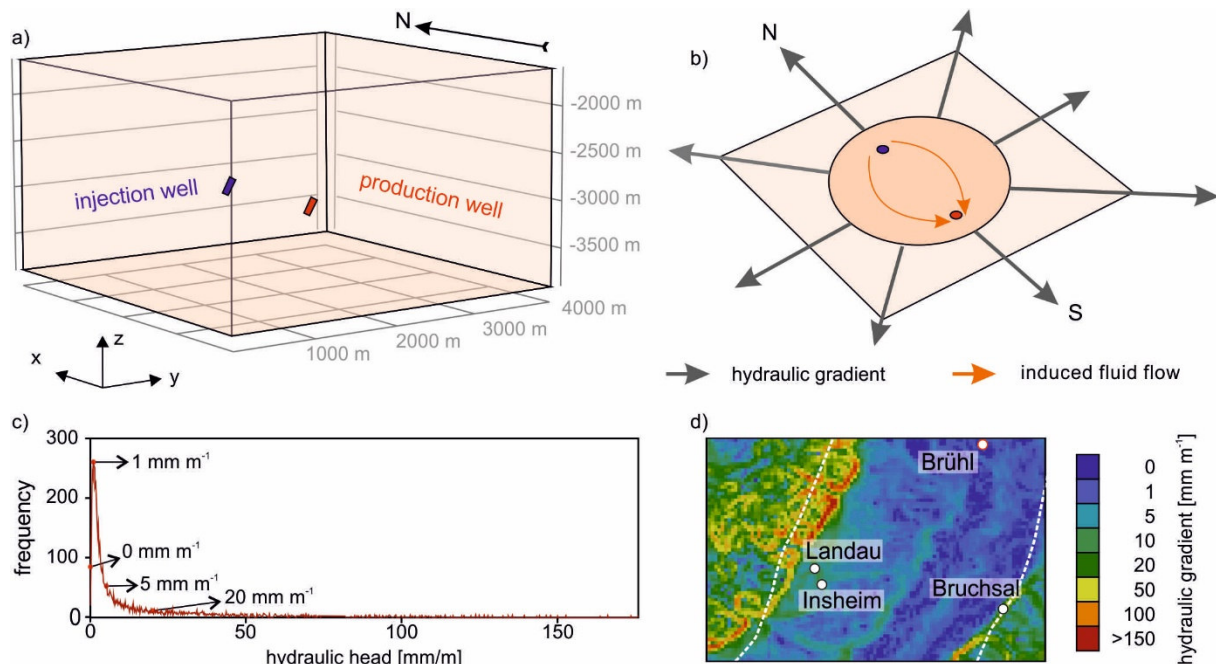 a)
N
-2000 m
-2500 m
-3000 m
-3500 m
injection well
production well
4000 m
3000 m
2000 m
1000 m
z
x
y
b)
N
S
hydraulic gradient
induced fluid flow
c)
300
200
100
0
frequency
1 mm m⁻¹
0 mm m⁻¹
5 mm m⁻¹
20 mm m⁻¹
0
50
100
150
hydraulic head [mm/m]
d)
Brühl
Landau
Insheim
Bruchsal
0
1
5
10
20
50
100
>150
hydraulic gradient [mm m⁻¹]